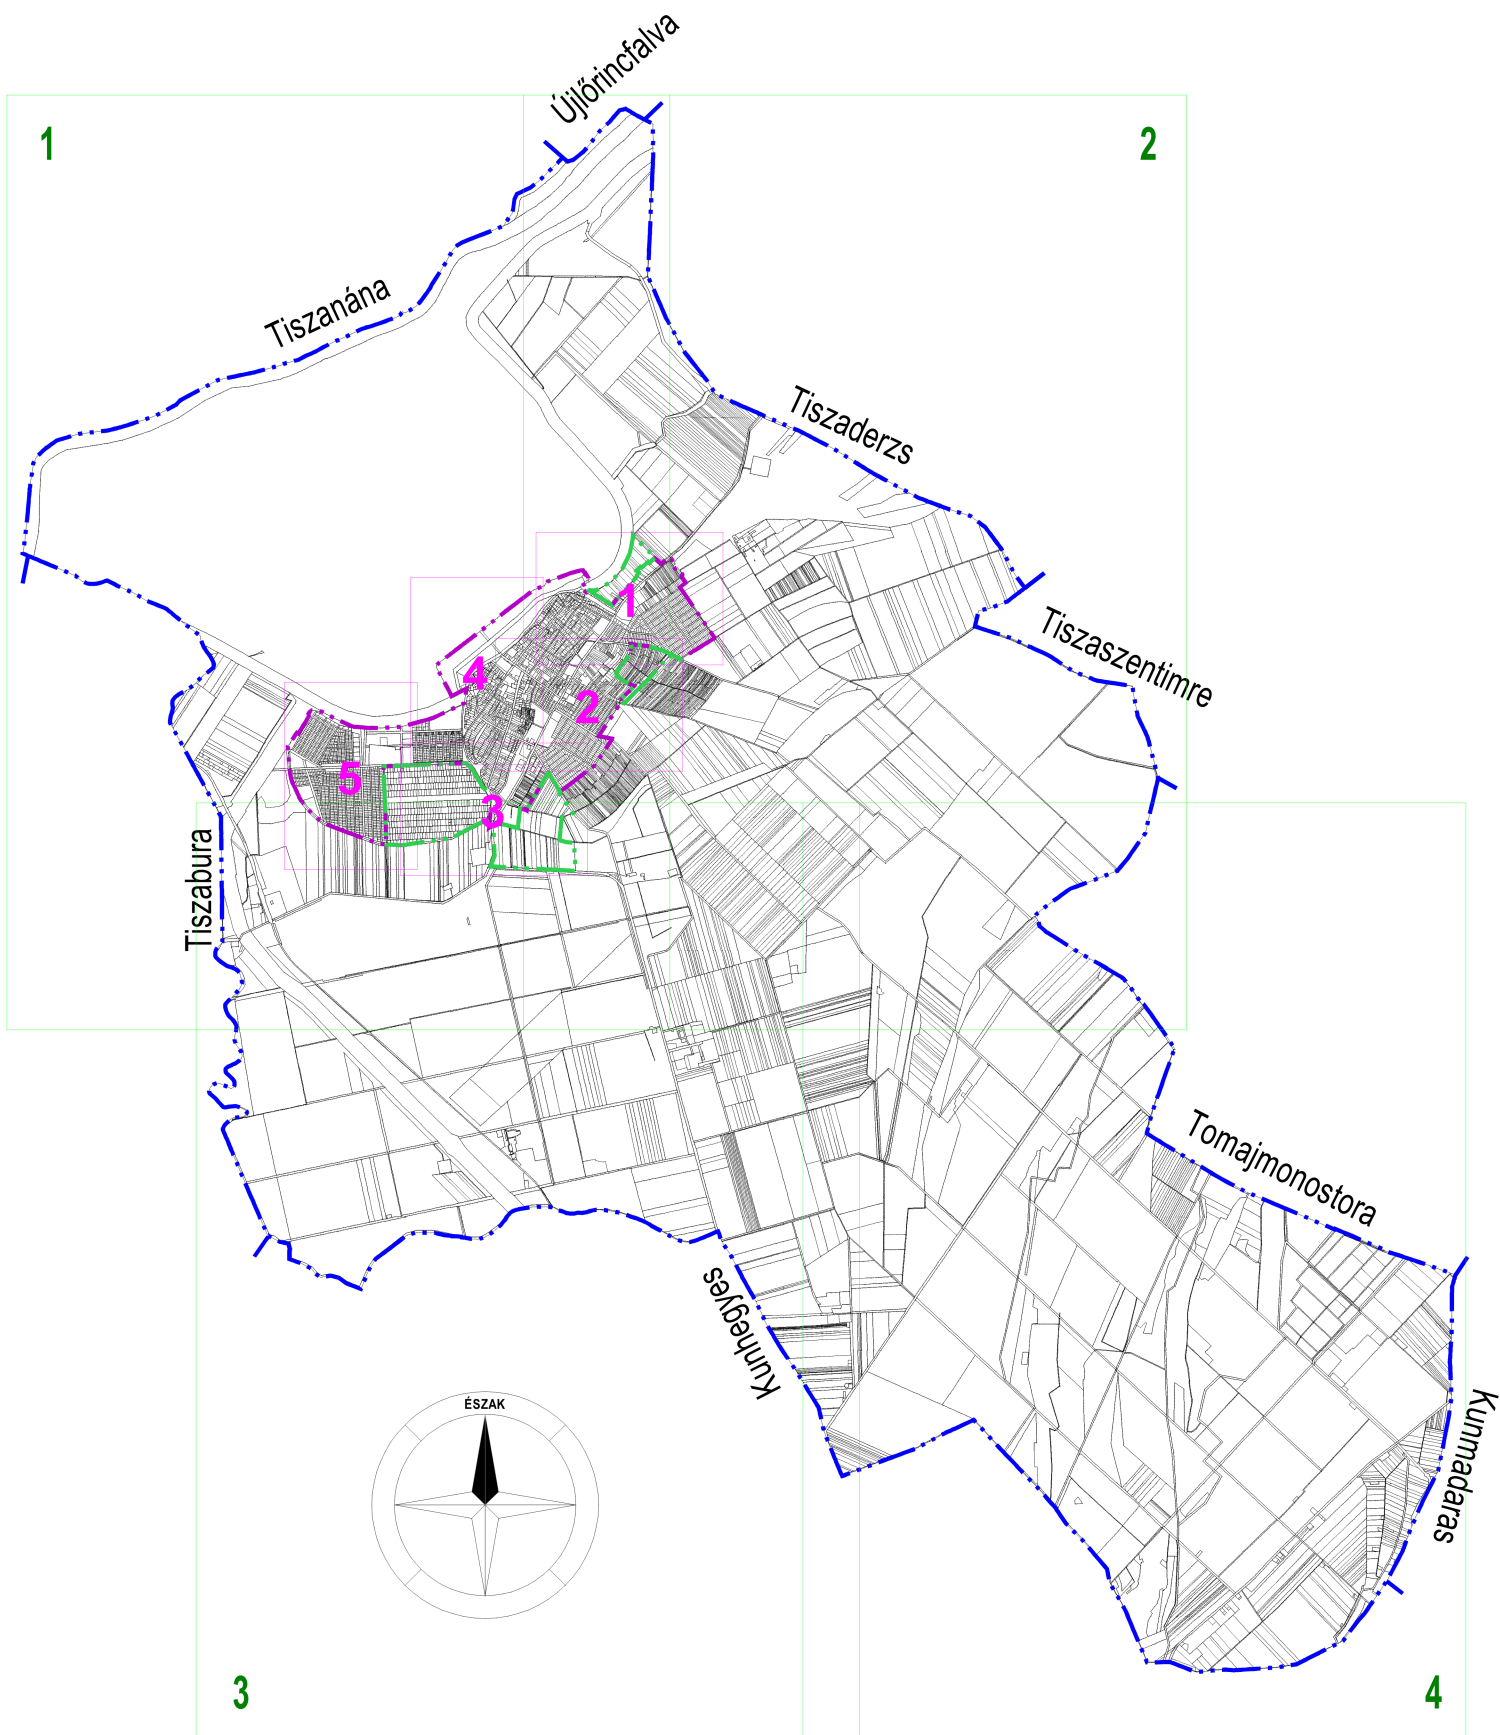 Újlőrincfalva
1
2
Tiszanána
Tiszaderzs
1
Tiszaszentimre
4
2
5
3
Tiszabura
Tomajmonostora
Kunhegyes
ÉSZAK
Kunmadaras
3
4